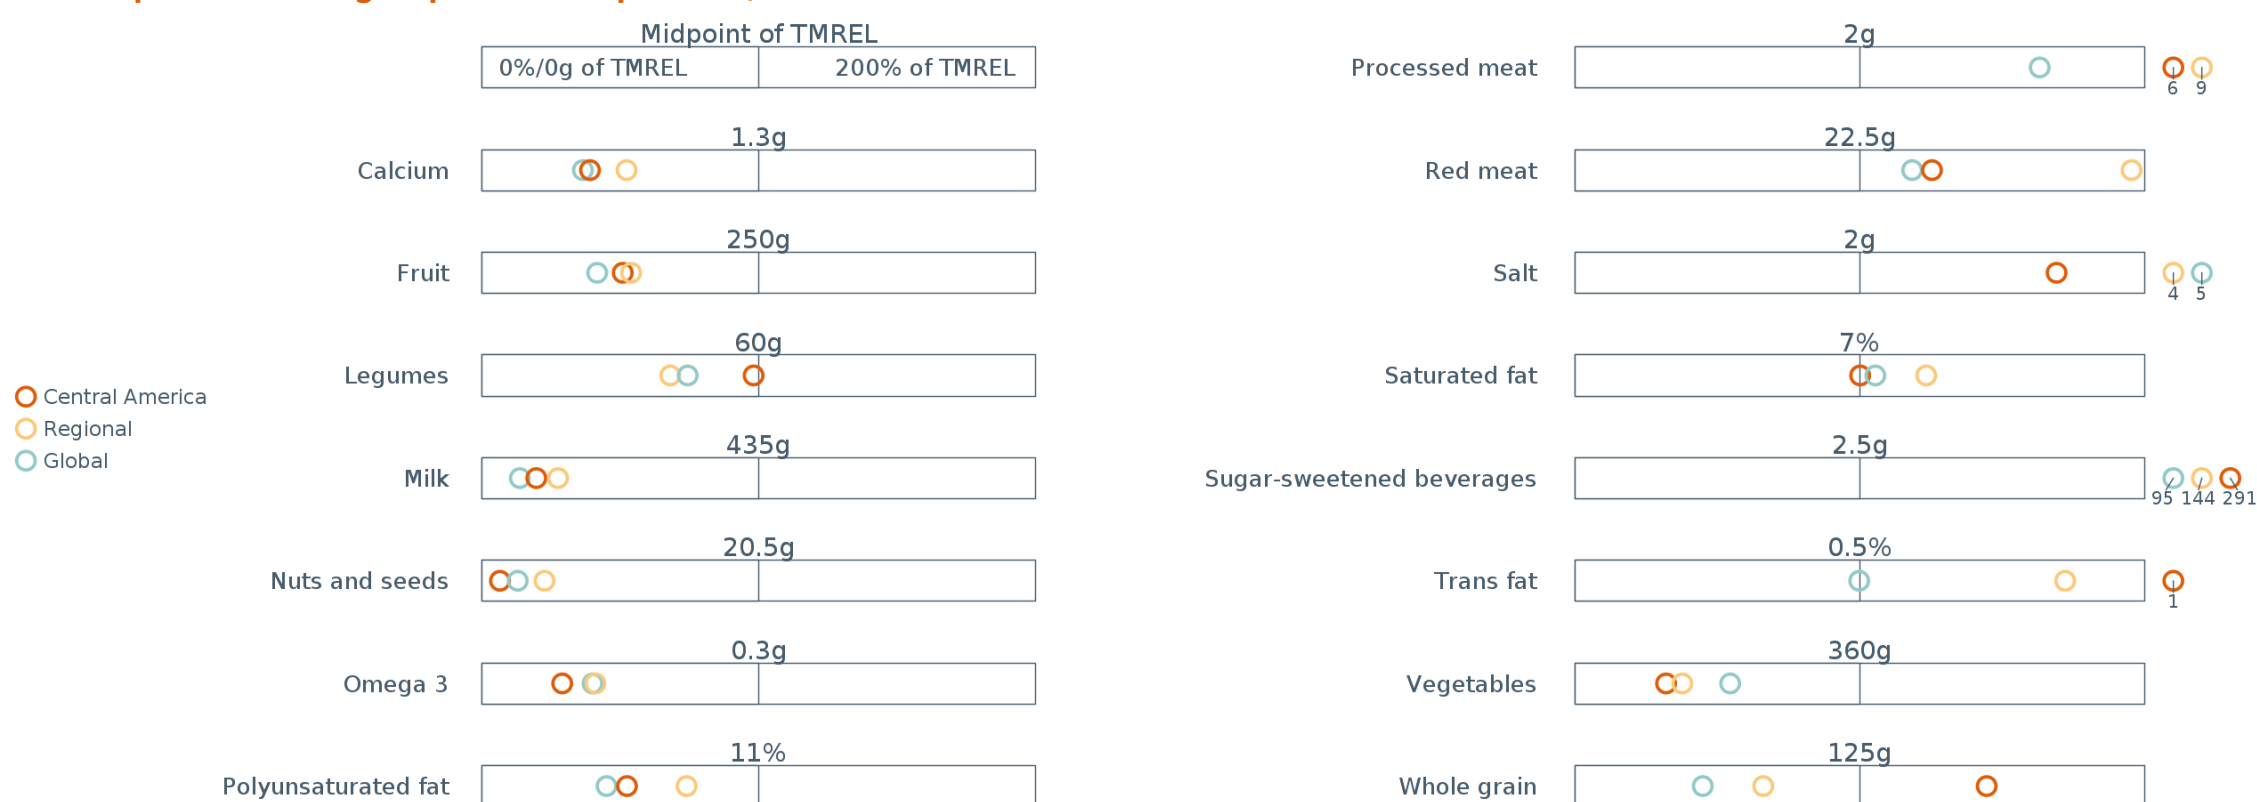 Midpoint of TMREL
0%/0g of TMREL 200% of TMREL
1.3g
Calcium
250g
Fruit
60g
Legumes
Central America
Regional
Global
435g
Milk
20.5g
Nuts and seeds
0.3g
Omega 3
11%
Polyunsaturated fat
2g
Processed meat
6 9
22.5g
Red meat
2g
Salt
4 5
7%
Saturated fat
2.5g
Sugar-sweetened beverages
95 144 291
0.5%
Trans fat
1
360g
Vegetables
125g
Whole grain